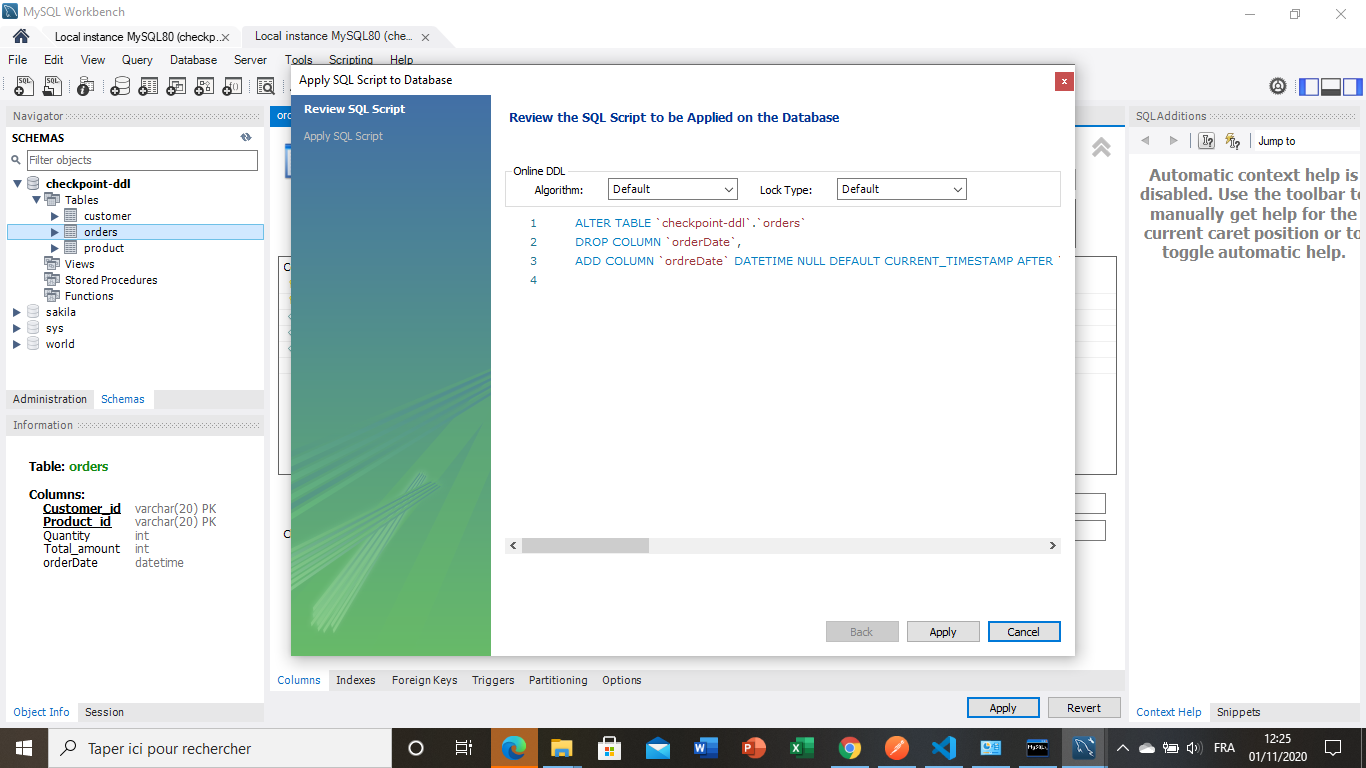 MySQL Workbench
Local instance MySQL80 (checkp...
Local instance MySQL80 (che...
File Edit View Query Database Server Tools Scripting Help
Navigator
SCHEMAS
Filter objects
checkpoint-ddl
Tables
customer
orders
product
Views
Stored Procedures
Functions
sakila
sys
world
Administration Schemas
Information
Table: orders
Columns:
Customer_id varchar(20) PK
Product_id varchar(20) PK
Quantity int
Total_amount int
orderDate datetime
Object Info Session
Apply SQL Script to Database
Review SQL Script
Apply SQL Script
Review the SQL Script to be Applied on the Database
Online DDL
Algorithm: Default Lock Type: Default
1 ALTER TABLE `checkpoint-ddl`.`orders`
2 DROP COLUMN `orderDate`,
3 ADD COLUMN `ordreDate` DATETIME NULL DEFAULT CURRENT_TIMESTAMP AFTER `
4
Back Apply Cancel
Columns Indexes Foreign Keys Triggers Partitioning Options
Apply Revert
SQLAdditions
Jump to
Automatic context help is
disabled. Use the toolbar to
manually get help for the
current caret position or to
toggle automatic help.
Context Help Snippets
Taper ici pour rechercher
FRA
12:25
01/11/2020